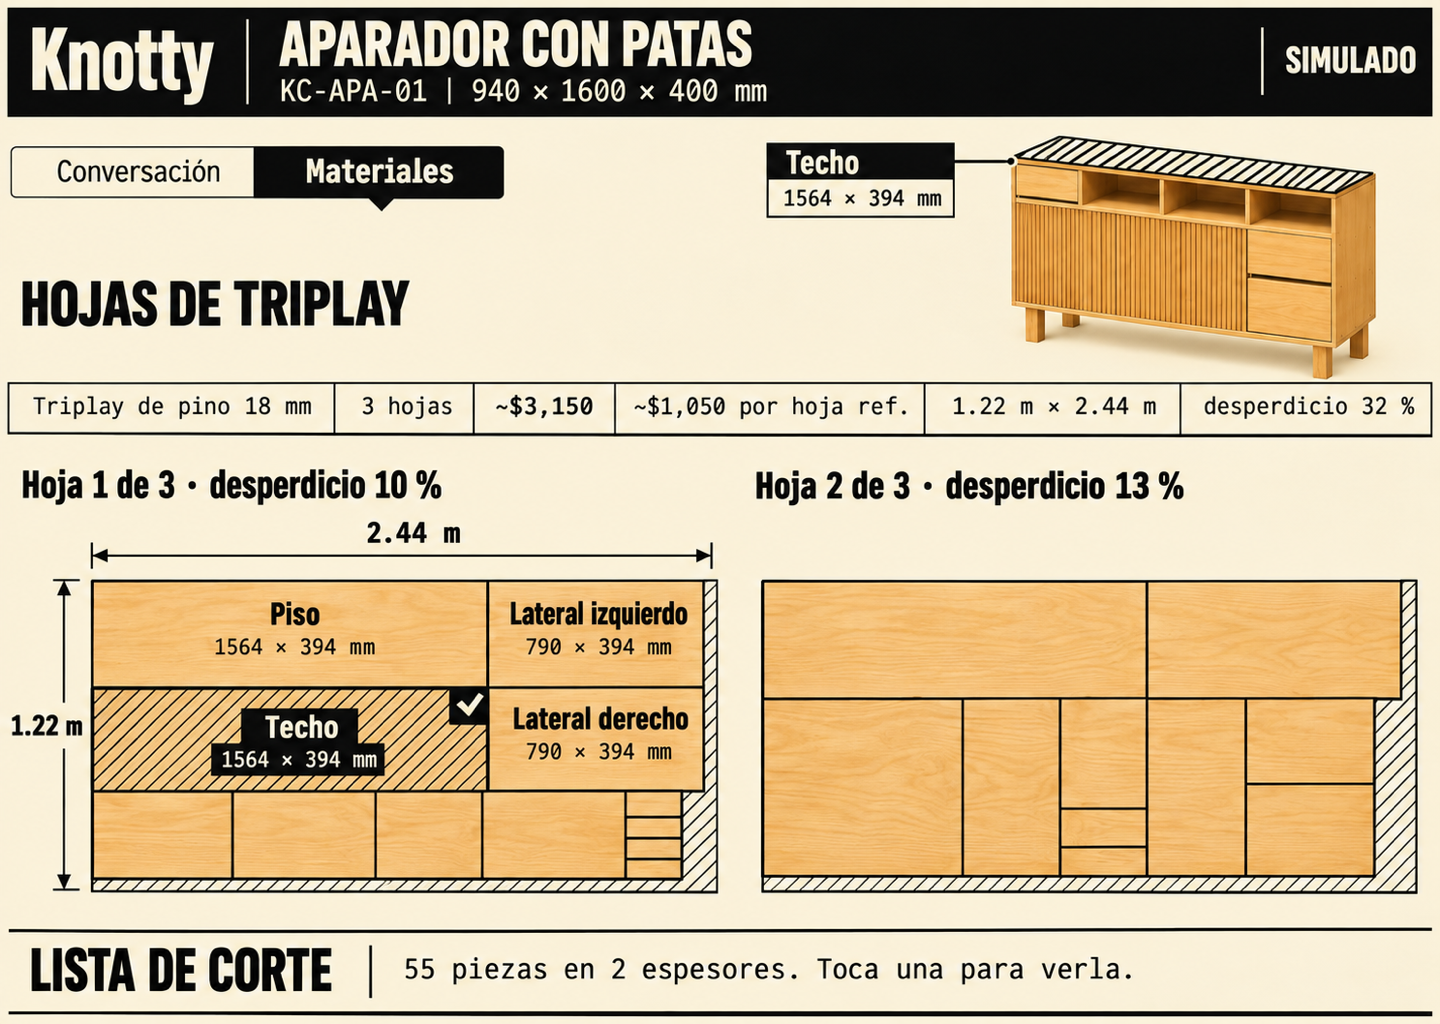 Knotty
APARADOR CON PATAS
KC-APA-01 | 940 × 1600 × 400 mm
SIMULADO
Conversación
Materiales
Techo
1564 × 394 mm
HOJAS DE TRIPLAY
Triplay de pino 18 mm
3 hojas
~$3,150
~$1,050 por hoja ref.
1.22 m × 2.44 m
desperdicio 32 %
Hoja 1 de 3 · desperdicio 10 %
2.44 m
1.22 m
Piso
1564 × 394 mm
Lateral izquierdo
790 × 394 mm
Techo
1564 × 394 mm
Lateral derecho
790 × 394 mm
Hoja 2 de 3 · desperdicio 13 %
LISTA DE CORTE
55 piezas en 2 espesores. Toca una para verla.